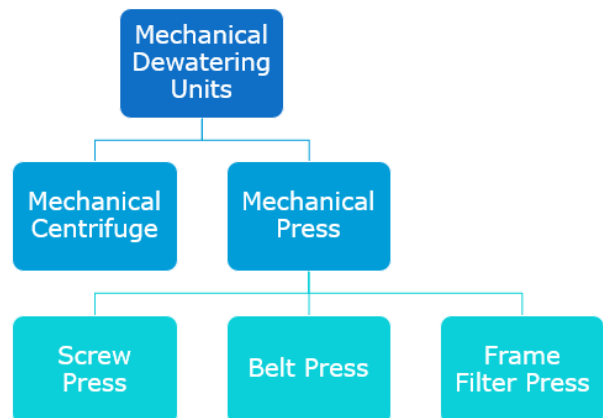 Mechanical
Dewatering
Units
Mechanical
Centrifuge
Mechanical
Press
Screw
Press
Belt Press
Frame
Filter Press